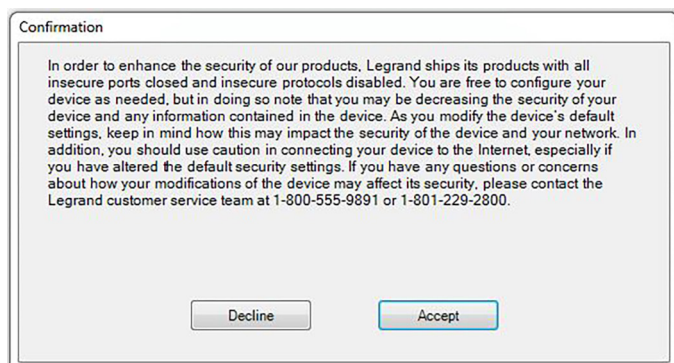 Confirmation
In order to enhance the security of our products, Legrand ships its products with all
insecure ports closed and insecure protocols disabled. You are free to configure your
device as needed, but in doing so note that you may be decreasing the security of your
device and any information contained in the device. As you modify the device's default
settings, keep in mind how this may impact the security of the device and your network. In
addition, you should use caution in connecting your device to the Internet, especially if
you have altered the default security settings. If you have any questions or concerns
about how your modifications of the device may affect its security, please contact the
Legrand customer service team at 1-800-555-9891 or 1-801-229-2800.
Decline
Accept